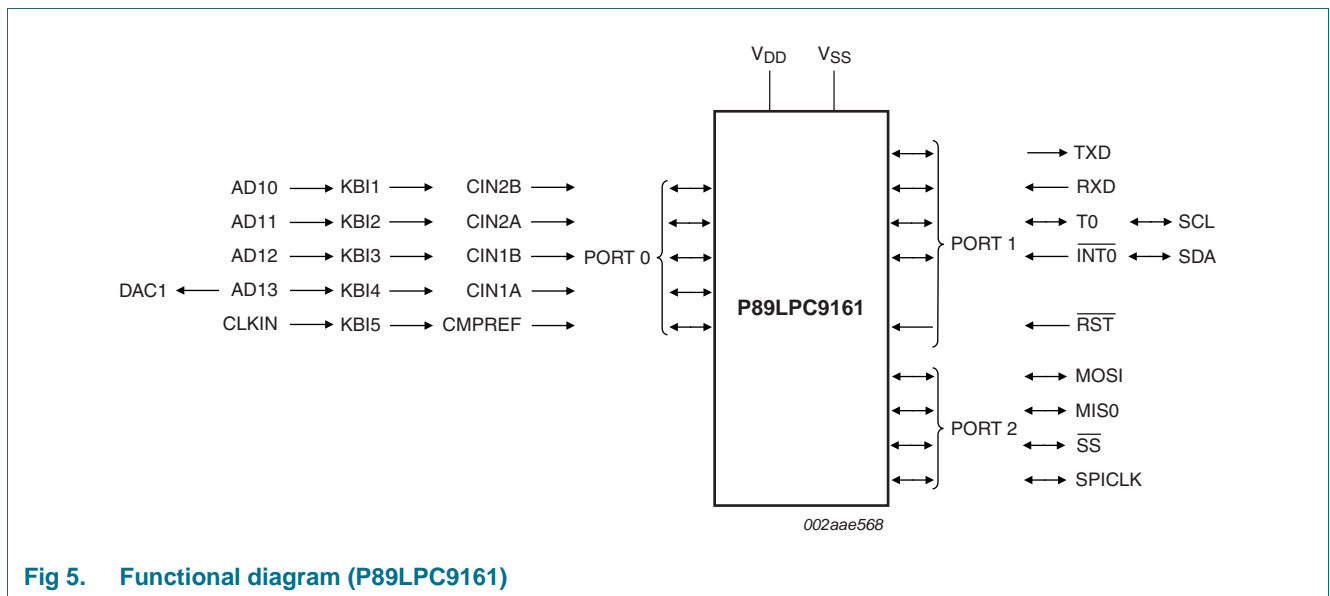 VDD VSS
TXD
AD10 KBI1 CIN2B RXD
AD11 KBI2 CIN2A T0 SCL
AD12 KBI3 CIN1B PORT 0 PORT 1 INT0 SDA
DAC1 AD13 KBI4 CIN1A P89LPC9161
CLKIN KBI5 CMPREF RST
MOSI
MIS0
PORT 2 SS
SPICLK
002aae568
Fig 5. Functional diagram (P89LPC9161)